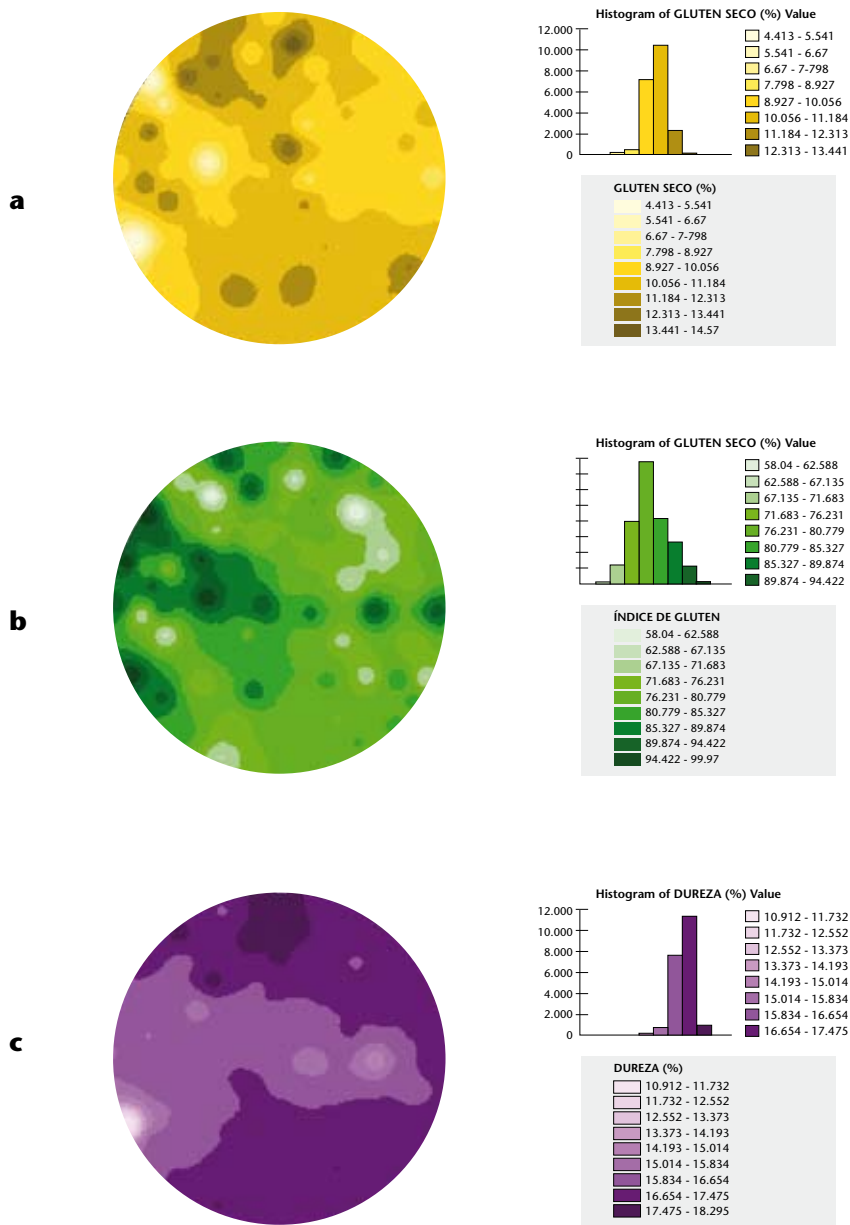 a
Histogram of GLUTEN SECO (%) Value
12.000
10.000
8.000
6.000
4.000
2.000
0
4.413 - 5.541
5.541 - 6.67
6.67 - 7-798
7.798 - 8.927
8.927 - 10.056
10.056 - 11.184
11.184 - 12.313
12.313 - 13.441
GLUTEN SECO (%)
4.413 - 5.541
5.541 - 6.67
6.67 - 7-798
7.798 - 8.927
8.927 - 10.056
10.056 - 11.184
11.184 - 12.313
12.313 - 13.441
13.441 - 14.57
b
Histogram of GLUTEN SECO (%) Value
58.04 - 62.588
62.588 - 67.135
67.135 - 71.683
71.683 - 76.231
76.231 - 80.779
80.779 - 85.327
85.327 - 89.874
89.874 - 94.422
ÍNDICE DE GLUTEN
58.04 - 62.588
62.588 - 67.135
67.135 - 71.683
71.683 - 76.231
76.231 - 80.779
80.779 - 85.327
85.327 - 89.874
89.874 - 94.422
94.422 - 99.97
c
Histogram of DUREZA (%) Value
12.000
10.000
8.000
6.000
4.000
2.000
0
10.912 - 11.732
11.732 - 12.552
12.552 - 13.373
13.373 - 14.193
14.193 - 15.014
15.014 - 15.834
15.834 - 16.654
16.654 - 17.475
DUREZA (%)
10.912 - 11.732
11.732 - 12.552
12.552 - 13.373
13.373 - 14.193
14.193 - 15.014
15.014 - 15.834
15.834 - 16.654
16.654 - 17.475
17.475 - 18.295